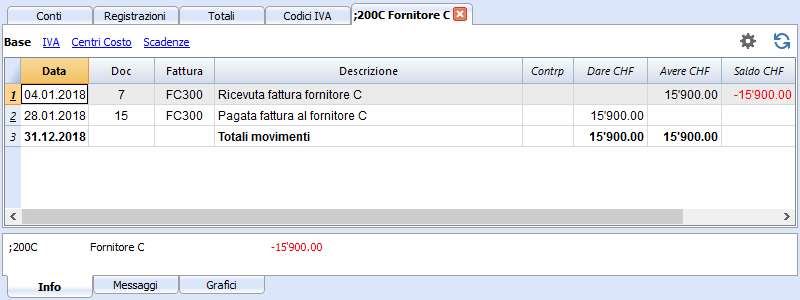 Conti Registrazioni Totali Codici IVA ;200C Fornitore C
Base IVA Centri Costo Scadenze
Data Doc Fattura Descrizione Contrp Dare CHF Avere CHF Saldo CHF
1 04.01.2018 7 FC300 Ricevuta fattura fornitore C 15'900.00 -15'900.00
2 28.01.2018 15 FC300 Pagata fattura al fornitore C 15'900.00
3 31.12.2018 Totali movimenti 15'900.00 15'900.00
;200C Fornitore C -15'900.00
Info Messaggi Grafici